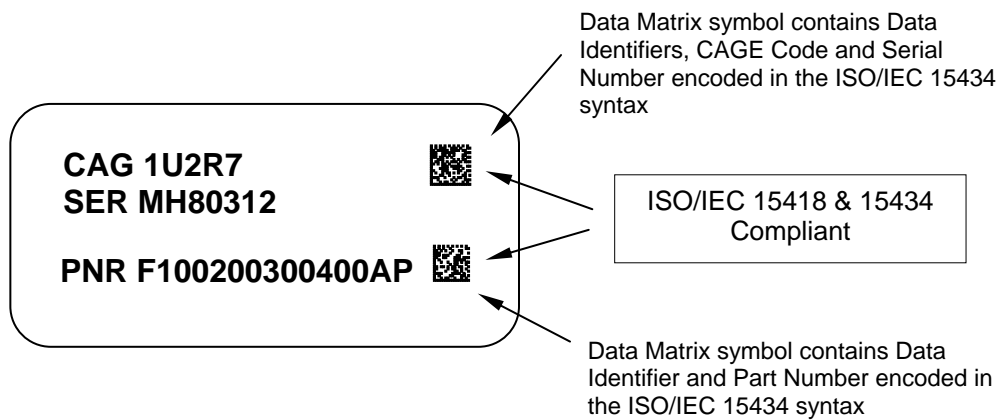 Data Matrix symbol contains Data
Identifiers, CAGE Code and Serial
Number encoded in the ISO/IEC 15434
syntax
CAG 1U2R7
SER MH80312
ISO/IEC 15418 & 15434
Compliant
PNR F100200300400AP
Data Matrix symbol contains Data
Identifier and Part Number encoded in
the ISO/IEC 15434 syntax